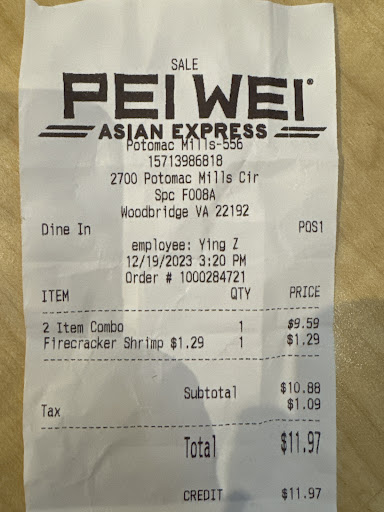 SALE
PEI WEI®
ASIAN EXPRESS
Potomac Mills-556
15713986818
2700 Potomac Mills Cir
Spc F008A
Woodbridge VA 22192
Dine In POS1
employee: Ying Z
12/19/2023 3:20 PM
Order # 1000284721
ITEM QTY PRICE
2 Item Combo 1 $9.59
Firecracker Shrimp $1.29 1 $1.29
Subtotal $10.88
Tax $1.09
Total $11.97
CREDIT $11.97